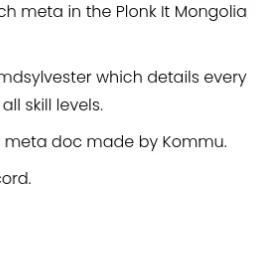 ch meta in the Plonk It Mongolia
mdsylvester which details every
all skill levels.
meta doc made by Kommu.
cord.